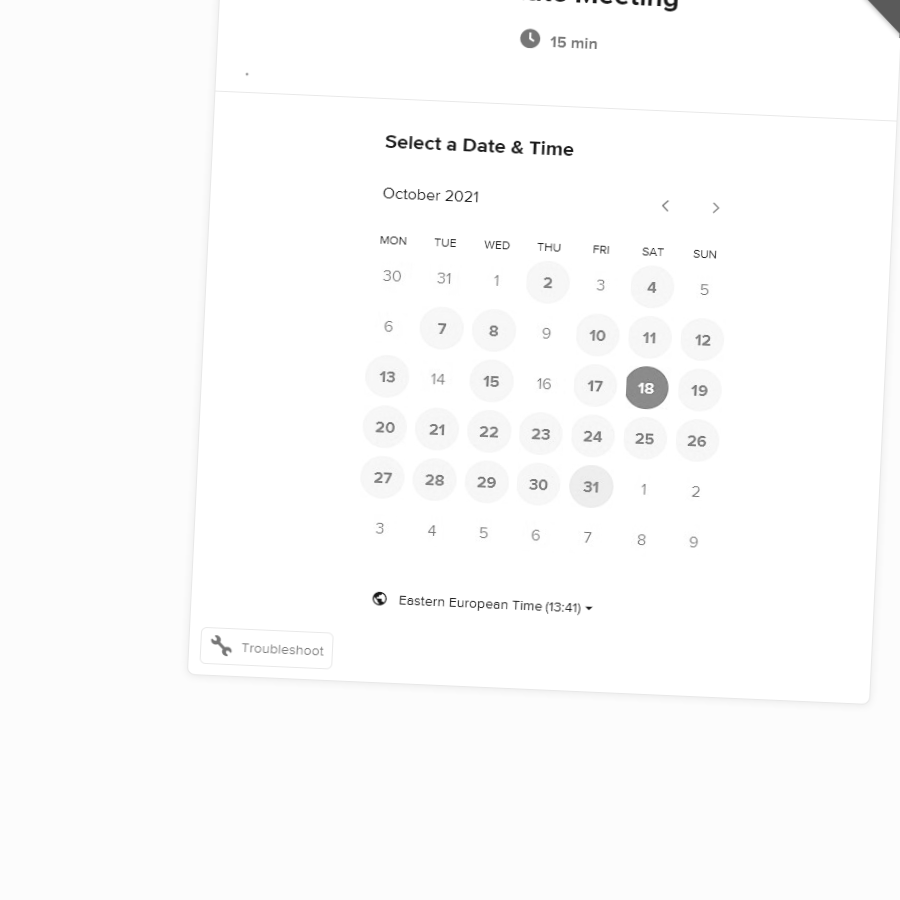 Meeting
15 min
Select a Date & Time
October 2021
MON TUE WED THU FRI SAT SUN
30 31 1 2 3 4 5
6 7 8 9 10 11 12
13 14 15 16 17 18 19
20 21 22 23 24 25 26
27 28 29 30 31 1 2
3 4 5 6 7 8 9
Eastern European Time (13:41)
Troubleshoot